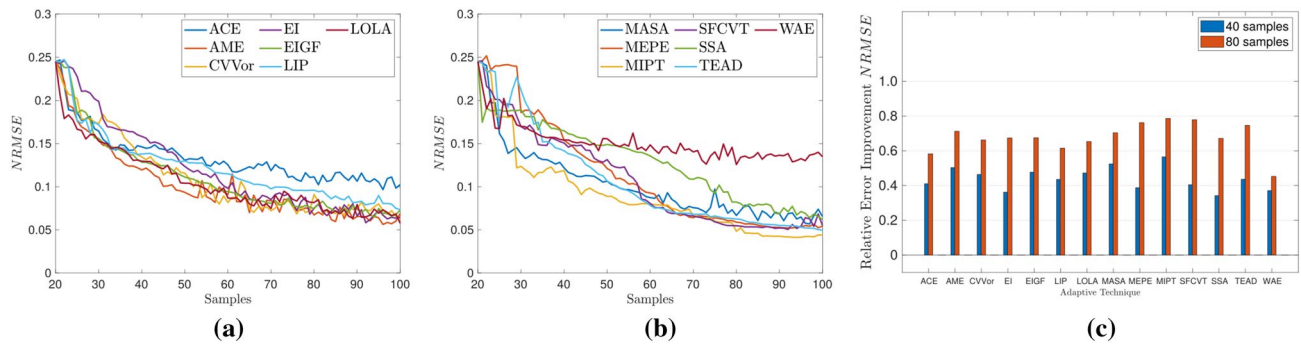 ACE EI LOLA
AME EIGF
CVVor LIP
NRMSE
0.3
0.25
0.2
0.15
0.1
0.05
0
20 30 40 50 60 70 80 90 100
Samples
(a)
MASA SFCVT WAE
MEPE SSA
MIPT TEAD
NRMSE
0.3
0.25
0.2
0.15
0.1
0.05
0
20 30 40 50 60 70 80 90 100
Samples
(b)
40 samples
80 samples
Relative Error Improvement NRMSE
1.0
0.8
0.6
0.4
0.2
0
ACE AME CVVor EI EIGF LIP LOLA MASA MEPE MIPT SFCVT SSA TEAD WAE
Adaptive Technique
(c)